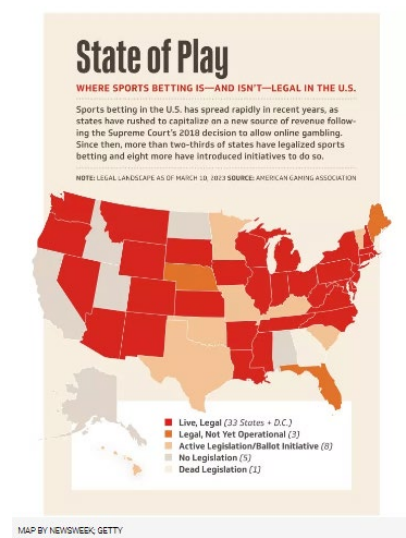 State of Play
WHERE SPORTS BETTING IS—AND ISN'T—LEGAL IN THE U.S.
Sports betting in the U.S. has spread rapidly in recent years, as
states have rushed to capitalize on a new source of revenue follow-
ing the Supreme Court's 2018 decision to allow online gambling.
Since then, more than two-thirds of states have legalized sports
betting and eight more have introduced initiatives to do so.
NOTE: LEGAL LANDSCAPE AS OF MARCH 10, 2023 SOURCE: AMERICAN GAMING ASSOCIATION
Live, Legal (33 States + D.C.)
Legal, Not Yet Operational (3)
Active Legislation/Ballot Initiative (8)
No Legislation (5)
Dead Legislation (1)
MAP BY NEWSWEEK; GETTY